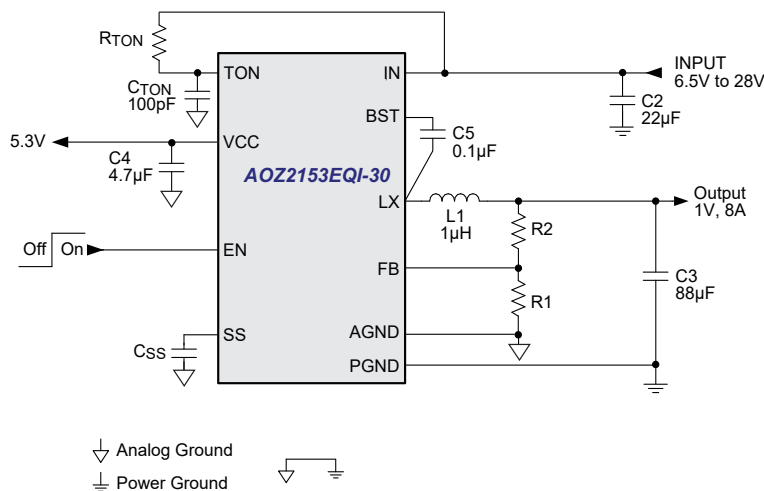 RTON
TON
CTON
100pF
5.3V
VCC
C4
4.7µF
AOZ2153EQI-30
Off On
EN
SS
CSS
IN
INPUT
6.5V to 28V
C2
22µF
BST
C5
0.1µF
LX
L1
1µH
Output
1V, 8A
R2
FB
R1
C3
88µF
AGND
PGND
Analog Ground
Power Ground